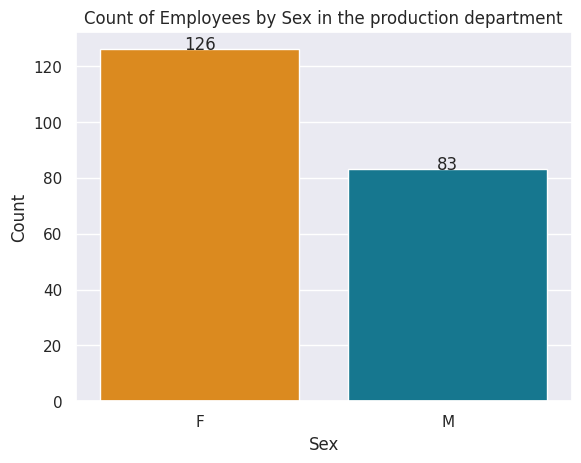 Count of Employees by Sex in the production department
126
120
100
83
80
60
40
20
0
Count
F
M
Sex